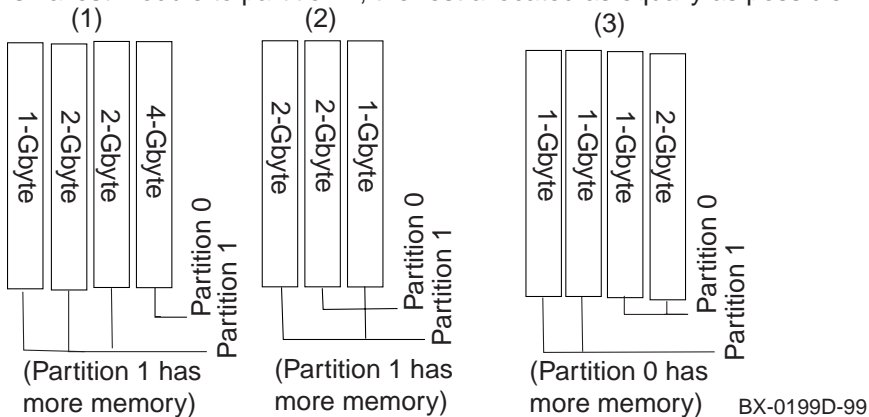 (1)
(2)
(3)
1-Gbyte
2-Gbyte
2-Gbyte
4-Gbyte
Partition 0
Partition 1
2-Gbyte
2-Gbyte
1-Gbyte
Partition 0
Partition 1
1-Gbyte
1-Gbyte
1-Gbyte
2-Gbyte
Partition 0
Partition 1
(Partition 1 has
more memory)
(Partition 1 has
more memory)
(Partition 0 has
more memory)
BX-0199D-99